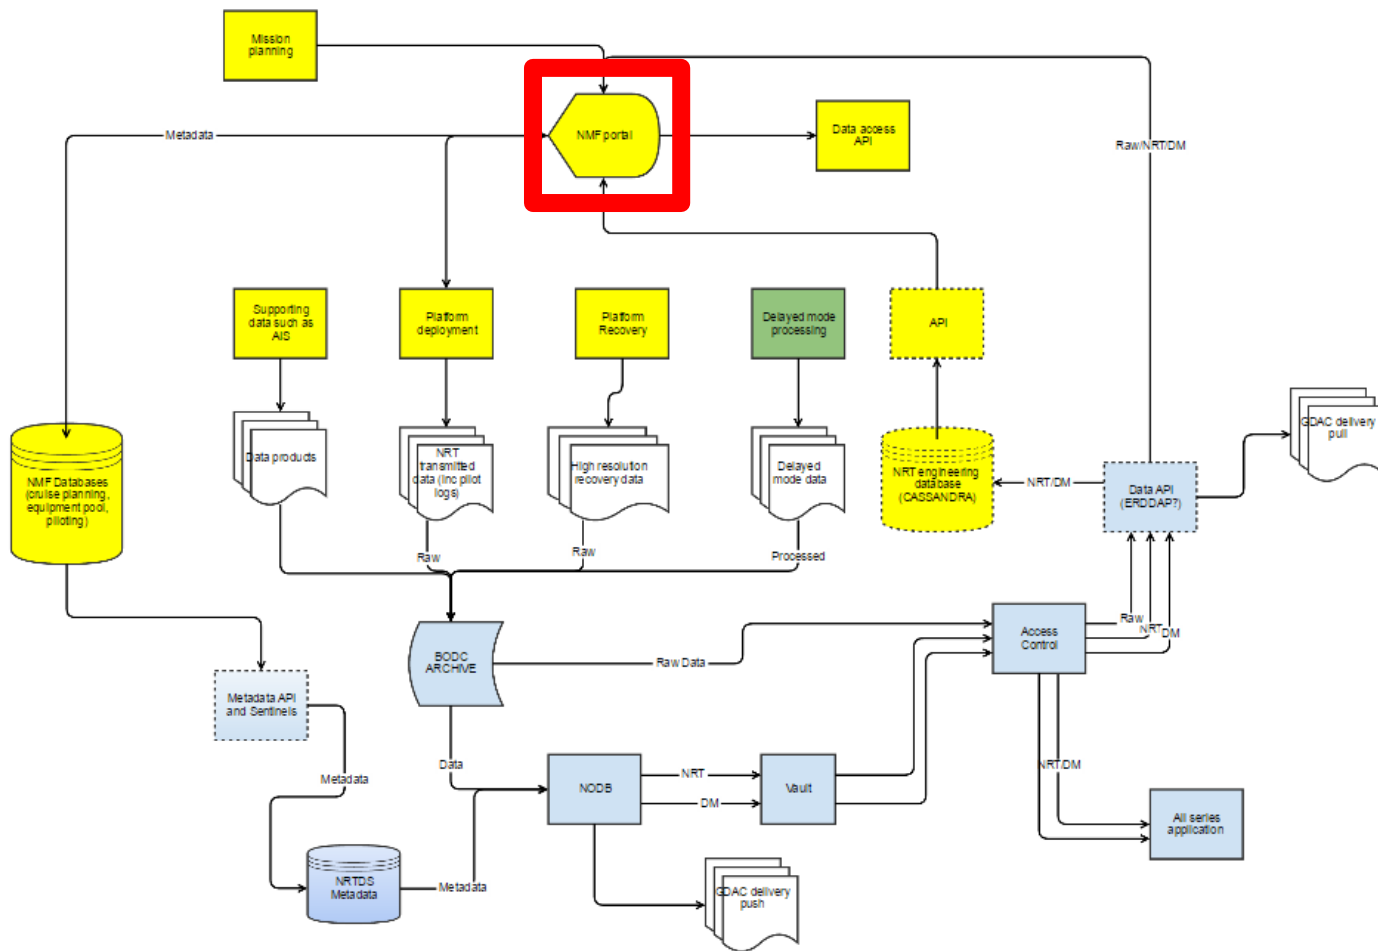 Mission
planning
NMF portal
Data access
API
Metadata
Raw/NRT/DM
Supporting
data such as
AIS
Platform
deployment
Platform
Recovery
Delayed mode
processing
API
Data products
NRT
transmitted
data (inc pilot
logs)
High resolution
recovery data
Delayed
mode data
NRT engineering
database
(CASSANDRA)
NRT/DM
Data API
(ERDDAP?)
GDAC delivery
pull
NMF Databases
(cruise planning,
equipment pool,
piloting)
Raw
Raw
Processed
BODC
ARCHIVE
Raw Data
Access
Control
Raw
NRT
DM
Metadata API
and Sentinels
Metadata
Data
NODB
NRT
DM
Vault
NRT/DM
All series
application
NRTDS
Metadata
Metadata
GDAC delivery
push